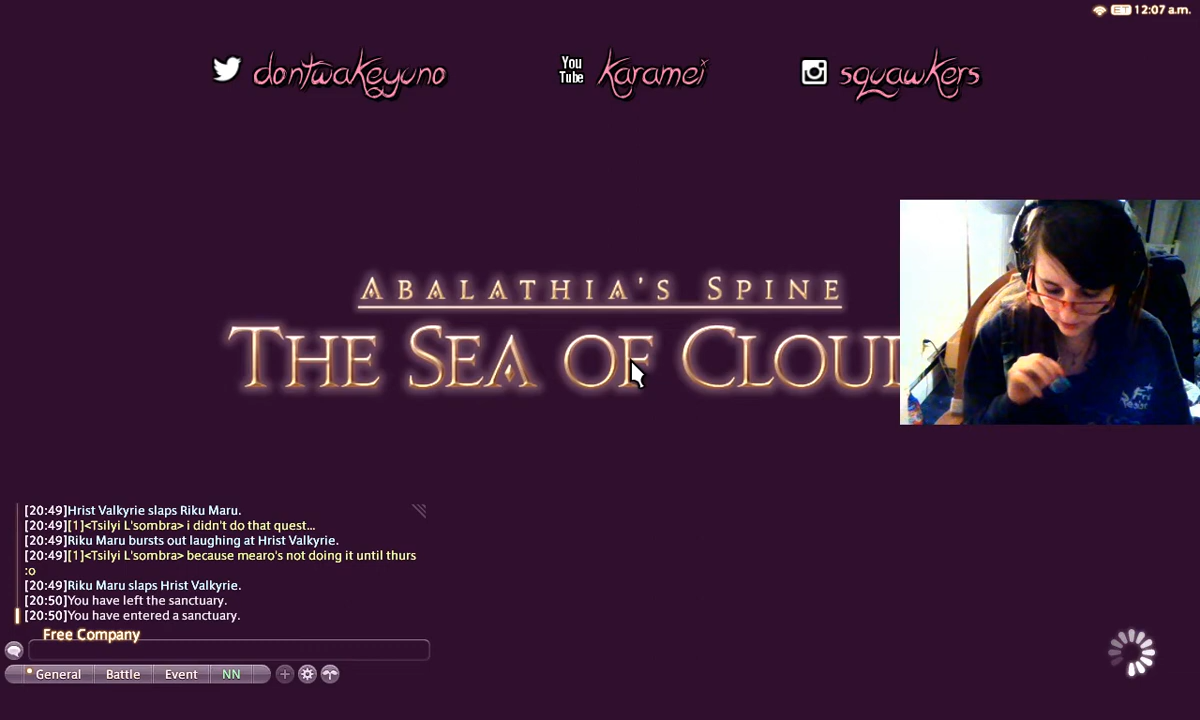 ET 12:07 a.m.
dontwakeyuno
You
Tube
karamei x
squawkers
ABALATHIA'S SPINE
THE SEA OF CLOUD
[20:49]Hrist Valkyrie slaps Riku Maru.
[20:49][1]<Tsilyi L'sombra> i didn't do that quest...
[20:49]Riku Maru bursts out laughing at Hrist Valkyrie.
[20:49][1]<Tsilyi L'sombra> because mearo's not doing it until thurs
:o
[20:49]Riku Maru slaps Hrist Valkyrie.
[20:50]You have left the sanctuary.
[20:50]You have entered a sanctuary.
Free Company
General Battle Event NN